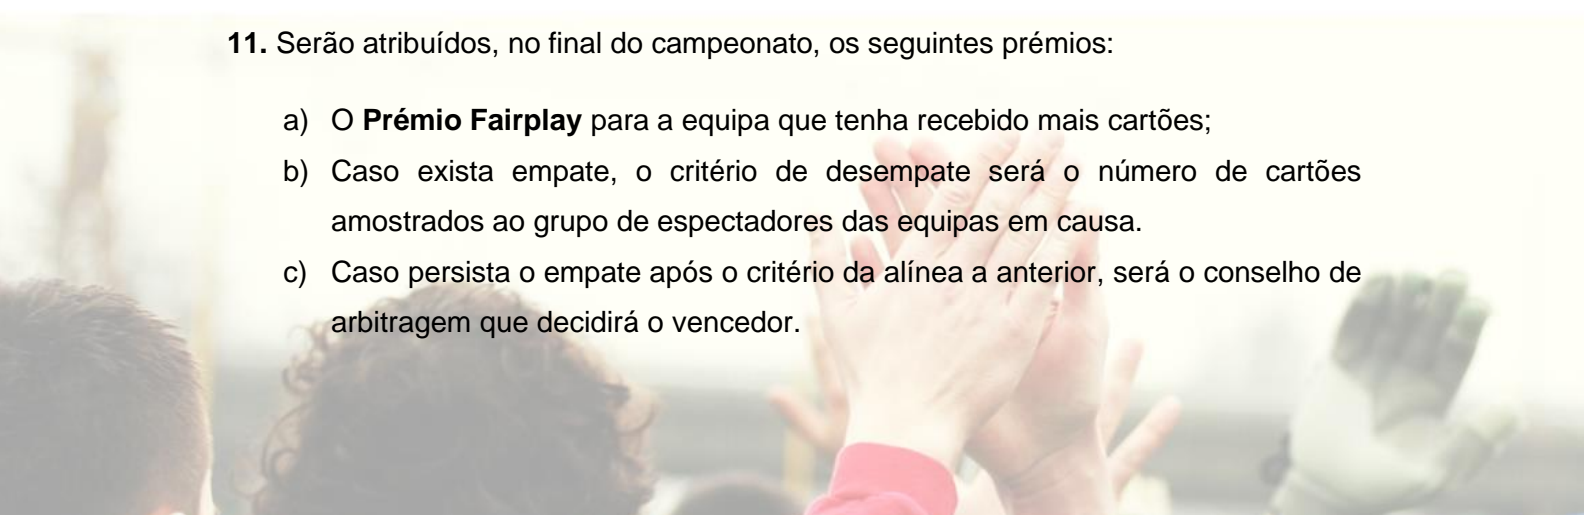 11. Serão atribuídos, no final do campeonato, os seguintes prémios:
a) O Prémio Fairplay para a equipa que tenha recebido mais cartões;
b) Caso exista empate, o critério de desempate será o número de cartões
amostrados ao grupo de espectadores das equipas em causa.
c) Caso persista o empate após o critério da alínea a anterior, será o conselho de
arbitragem que decidirá o vencedor.